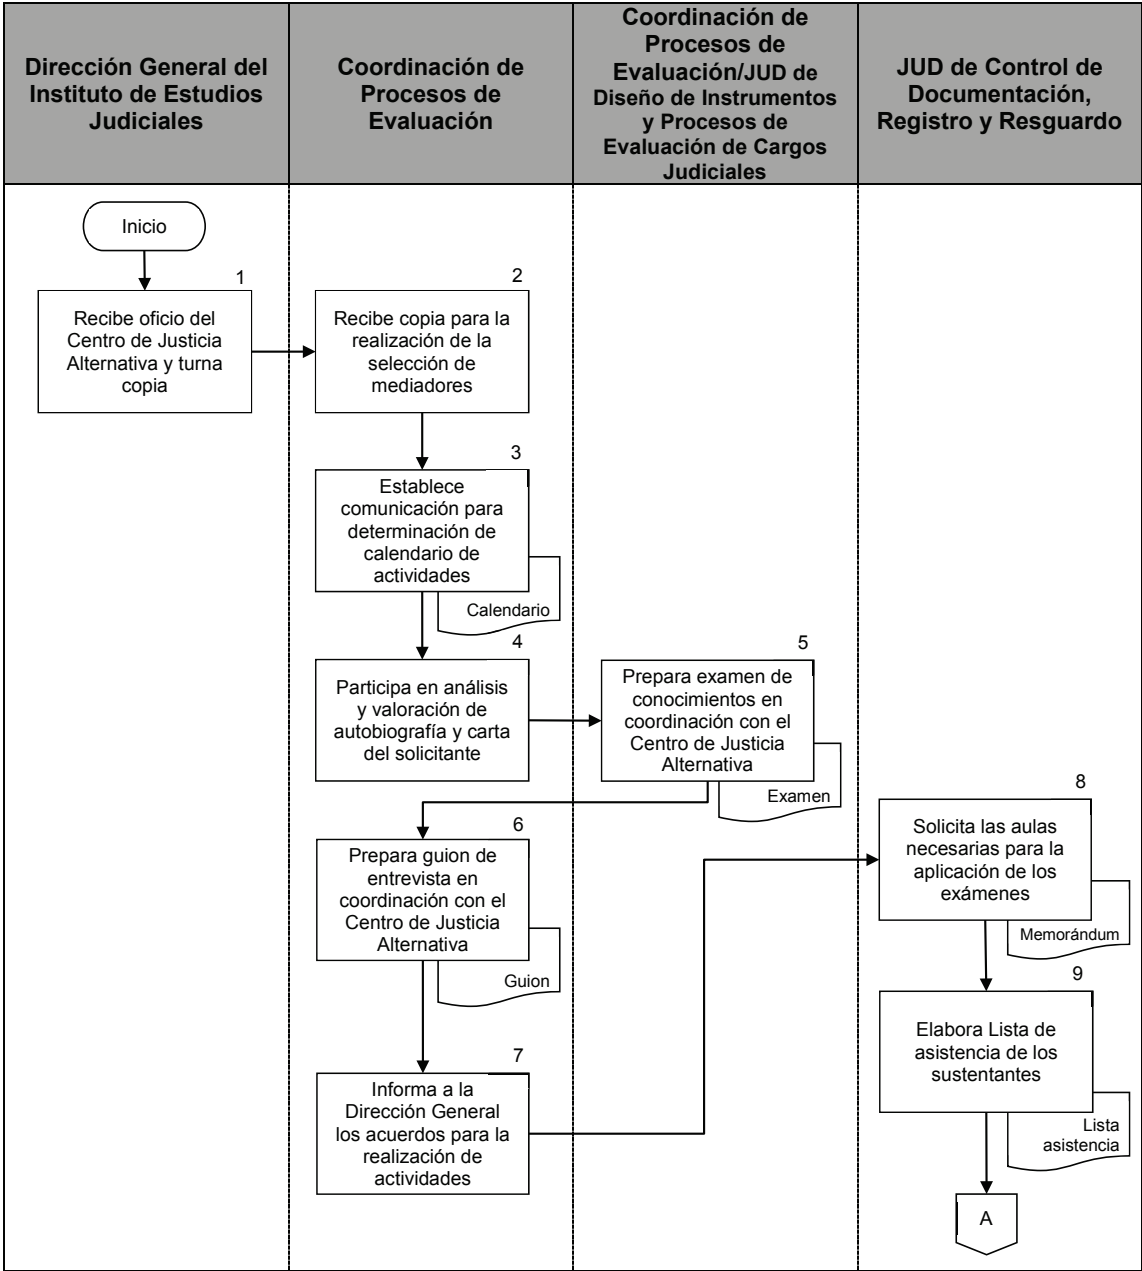 Dirección General del
Instituto de Estudios
Judiciales
Coordinación de
Procesos de
Evaluación
Coordinación de
Procesos de
Evaluación/JUD de
Diseño de Instrumentos
y Procesos de
Evaluación de Cargos
Judiciales
JUD de Control de
Documentación,
Registro y Resguardo
Inicio
1
Recibe oficio del
Centro de Justicia
Alternativa y turna
copia
2
Recibe copia para la
realización de la
selección de
mediadores
3
Establece
comunicación para
determinación de
calendario de
actividades
Calendario
4
Participa en análisis
y valoración de
autobiografía y carta
del solicitante
5
Prepara examen de
conocimientos en
coordinación con el
Centro de Justicia
Alternativa
Examen
6
Prepara guion de
entrevista en
coordinación con el
Centro de Justicia
Alternativa
Guion
7
Informa a la
Dirección General
los acuerdos para la
realización de
actividades
8
Solicita las aulas
necesarias para la
aplicación de los
exámenes
Memorándum
9
Elabora Lista de
asistencia de los
sustentantes
Lista
asistencia
A